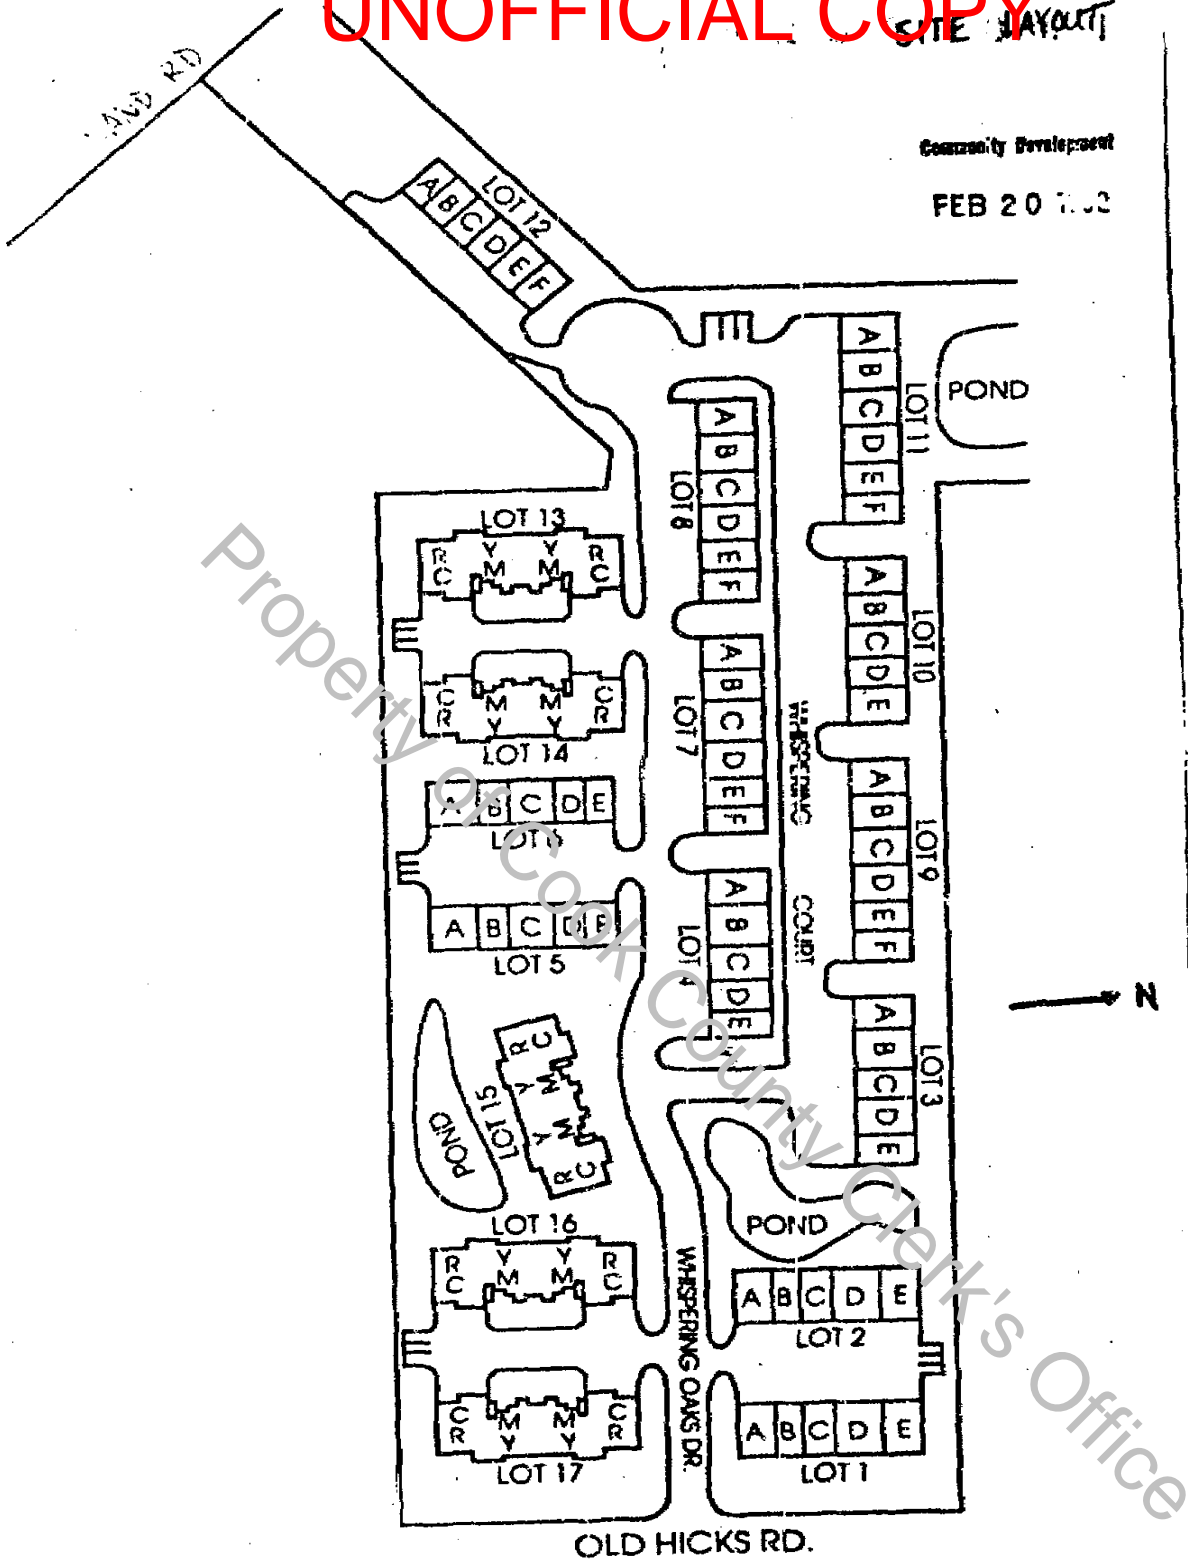 UNOFFICIAL COPY
SITE LAYOUT
AND RD
Community Development
FEB 20
LOT 12
A B C D E F
LOT 11
A B C D E F
POND
LOT 8
A B C D E F
LOT 13
R C Y M Y M R C
LOT 10
A B C D E
C R M Y M Y C R
LOT 14
LOT 7
A B C D E F
WHISPERING
COURT
A B C D E
LOT 6
LOT 9
A B C D E F
A B C D E
LOT 5
LOT 4
A B C D E
N
LOT 3
A B C D E
LOT 15
R C Y M Y M R C
POND
POND
LOT 16
R C Y M Y M R C
WHISPERING OAKS DR.
A B C D E
LOT 2
C R M Y M Y C R
LOT 17
A B C D E
LOT 1
OLD HICKS RD.
Property of Cook County Clerk's Office